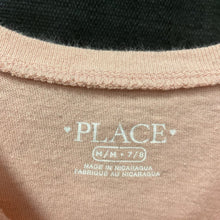 PLACE
M/M • 7/8
MADE IN NICARAGUA
FABRIQUÉ AU NICARAGUA